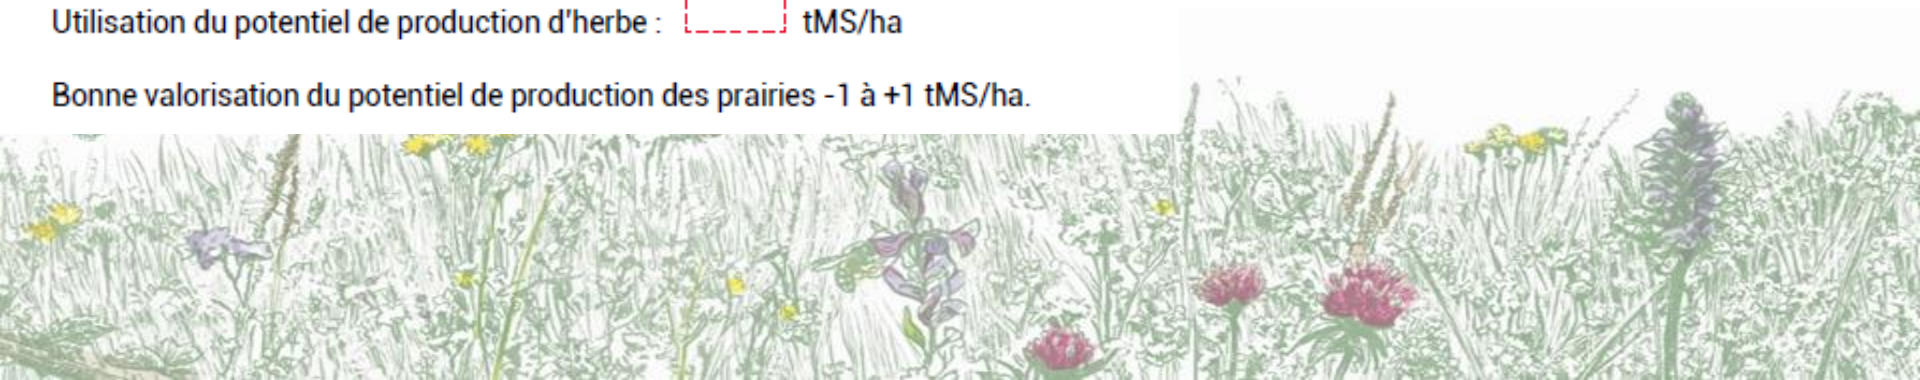 Utilisation du potentiel de production d'herbe : tMS/ha
Bonne valorisation du potentiel de production des prairies -1 à +1 tMS/ha.